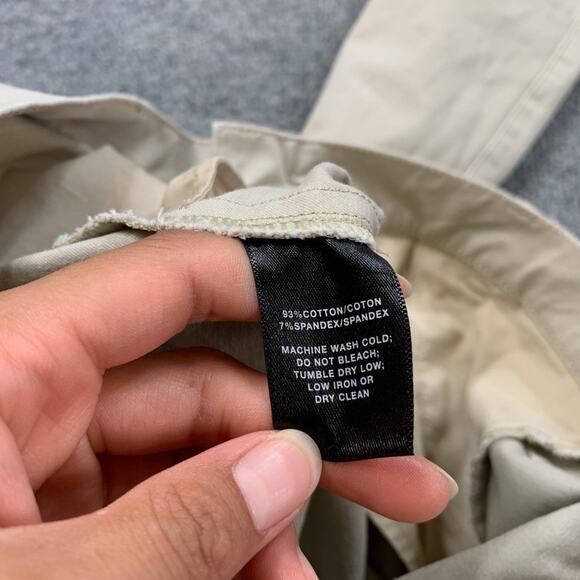 93%COTTON/COTON
7%SPANDEX/SPANDEX
MACHINE WASH COLD;
DO NOT BLEACH;
TUMBLE DRY LOW;
LOW IRON OR
DRY CLEAN